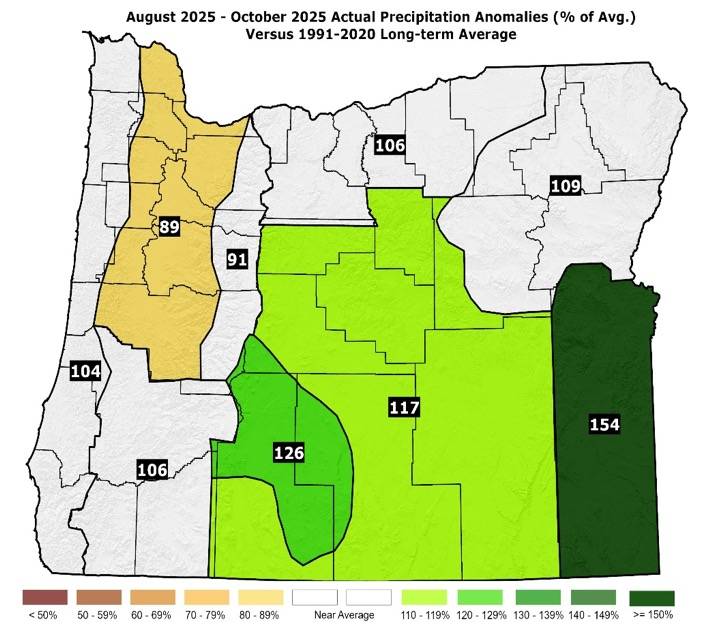 August 2025 - October 2025 Actual Precipitation Anomalies (% of Avg.)
Versus 1991-2020 Long-term Average
106
109
89
91
104
117
154
126
106
< 50%
50 - 59%
60 - 69%
70 - 79%
80 - 89%
Near Average
110 - 119%
120 - 129%
130 - 139%
140 - 149%
>= 150%